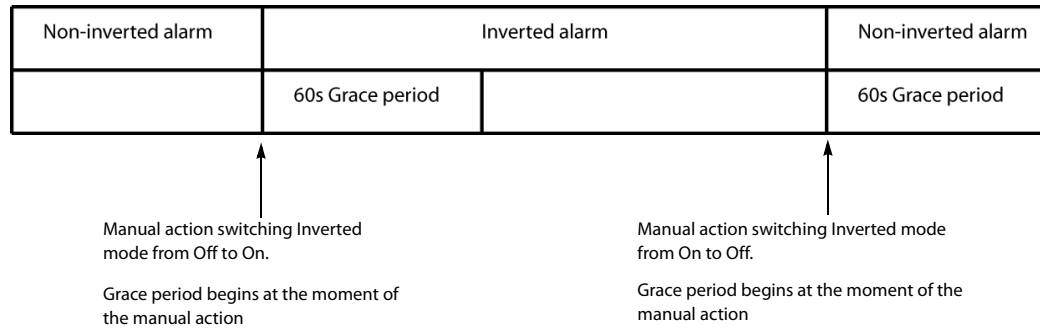 Non-inverted alarm
Inverted alarm
Non-inverted alarm
60s Grace period
60s Grace period
Manual action switching Inverted
mode from Off to On.
Grace period begins at the moment of
the manual action
Manual action switching Inverted mode
from On to Off.
Grace period begins at the moment of the
manual action